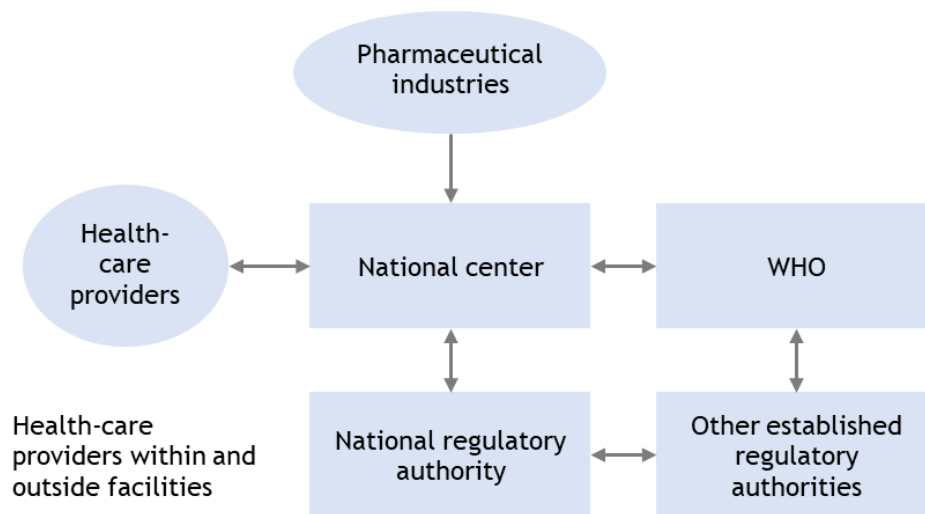 Pharmaceutical
industries
Health-
care
providers
National center
WHO
Health-care
providers within and
outside facilities
National regulatory
authority
Other established
regulatory
authorities